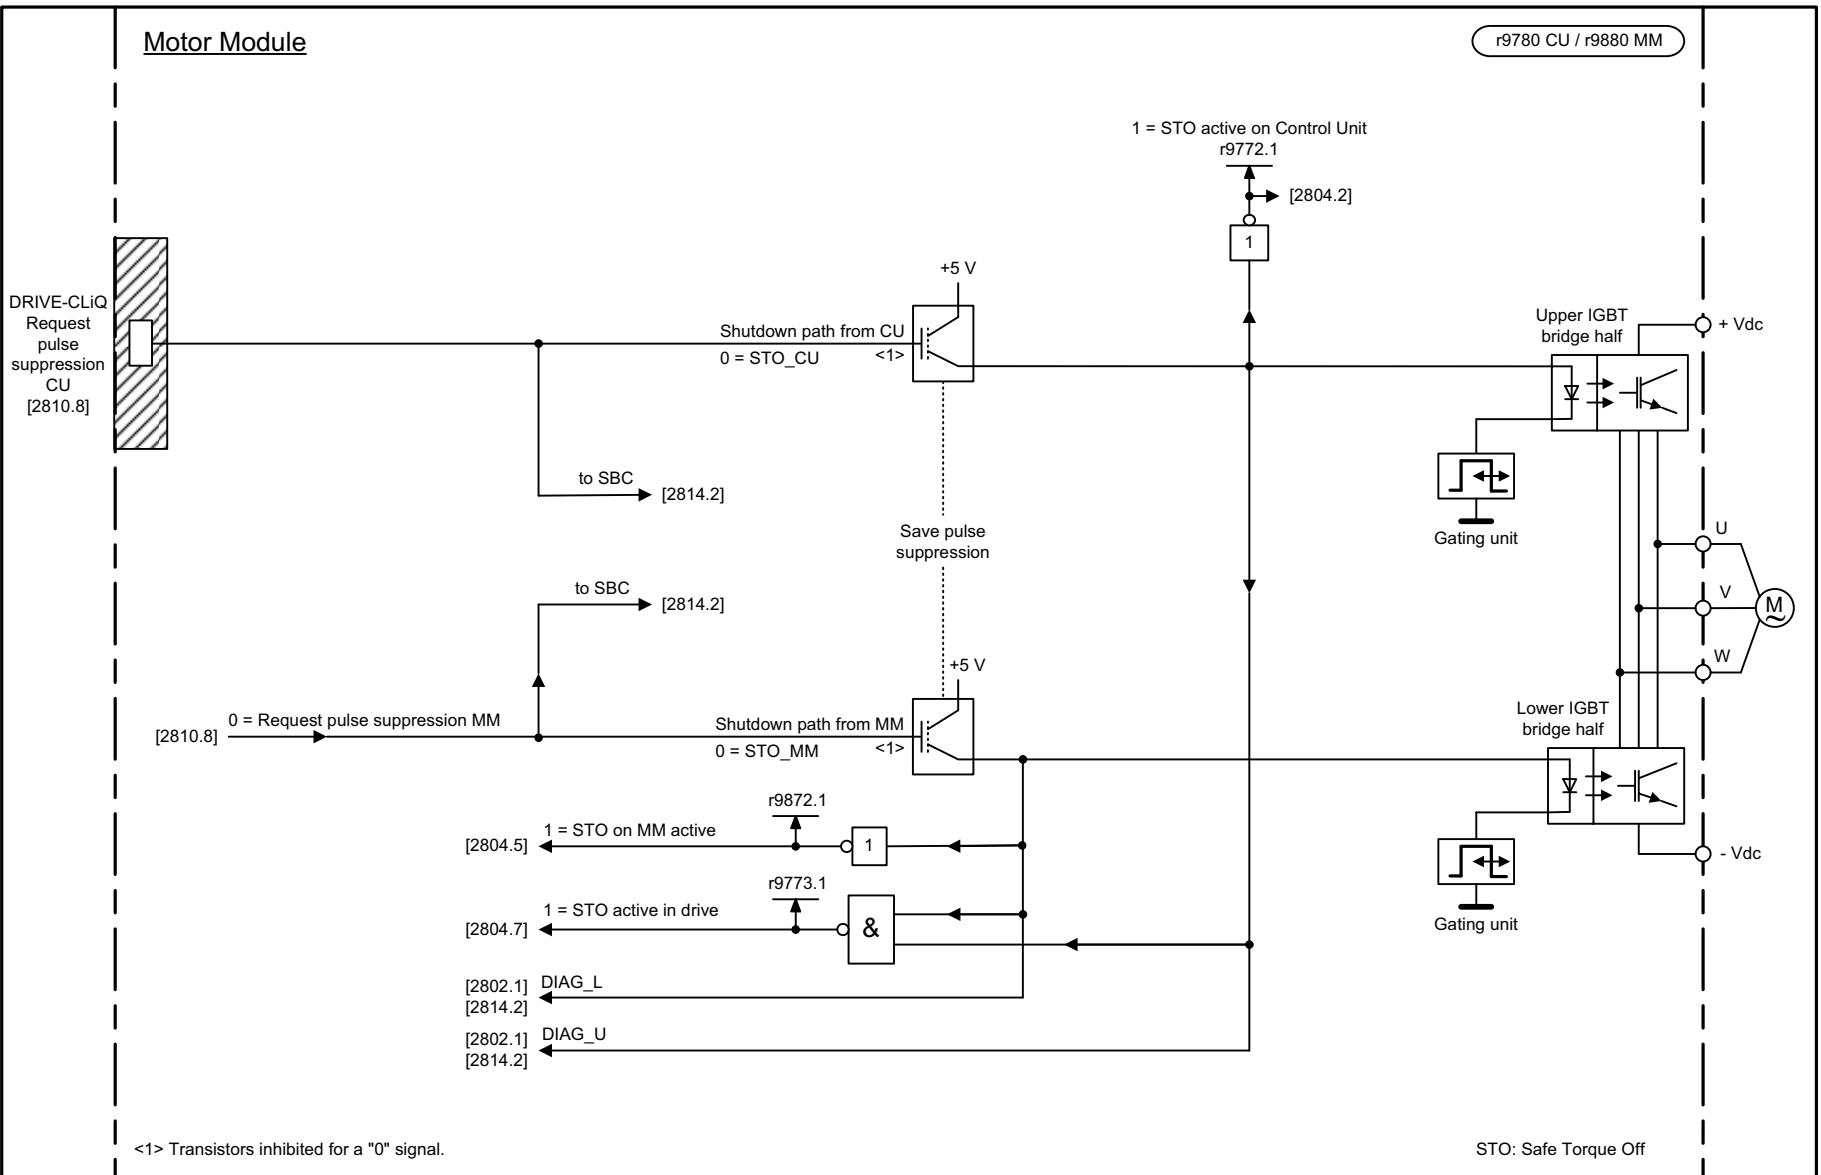 Motor Module
r9780 CU / r9880 MM
1 = STO active on Control Unit
r9772.1
[2804.2]
1
+5 V
DRIVE-CLiQ
Request
pulse
suppression
CU
[2810.8]
Shutdown path from CU
0 = STO_CU
<1>
Upper IGBT
bridge half
+ Vdc
to SBC
[2814.2]
Gating unit
Save pulse
suppression
U
to SBC
[2814.2]
V
M
~
W
+5 V
[2810.8]
0 = Request pulse suppression MM
Shutdown path from MM
0 = STO_MM
<1>
Lower IGBT
bridge half
r9872.1
[2804.5]
1 = STO on MM active
1
- Vdc
r9773.1
[2804.7]
1 = STO active in drive
&
Gating unit
[2802.1]
[2814.2]
DIAG_L
[2802.1]
[2814.2]
DIAG_U
<1> Transistors inhibited for a "0" signal.
STO: Safe Torque Off